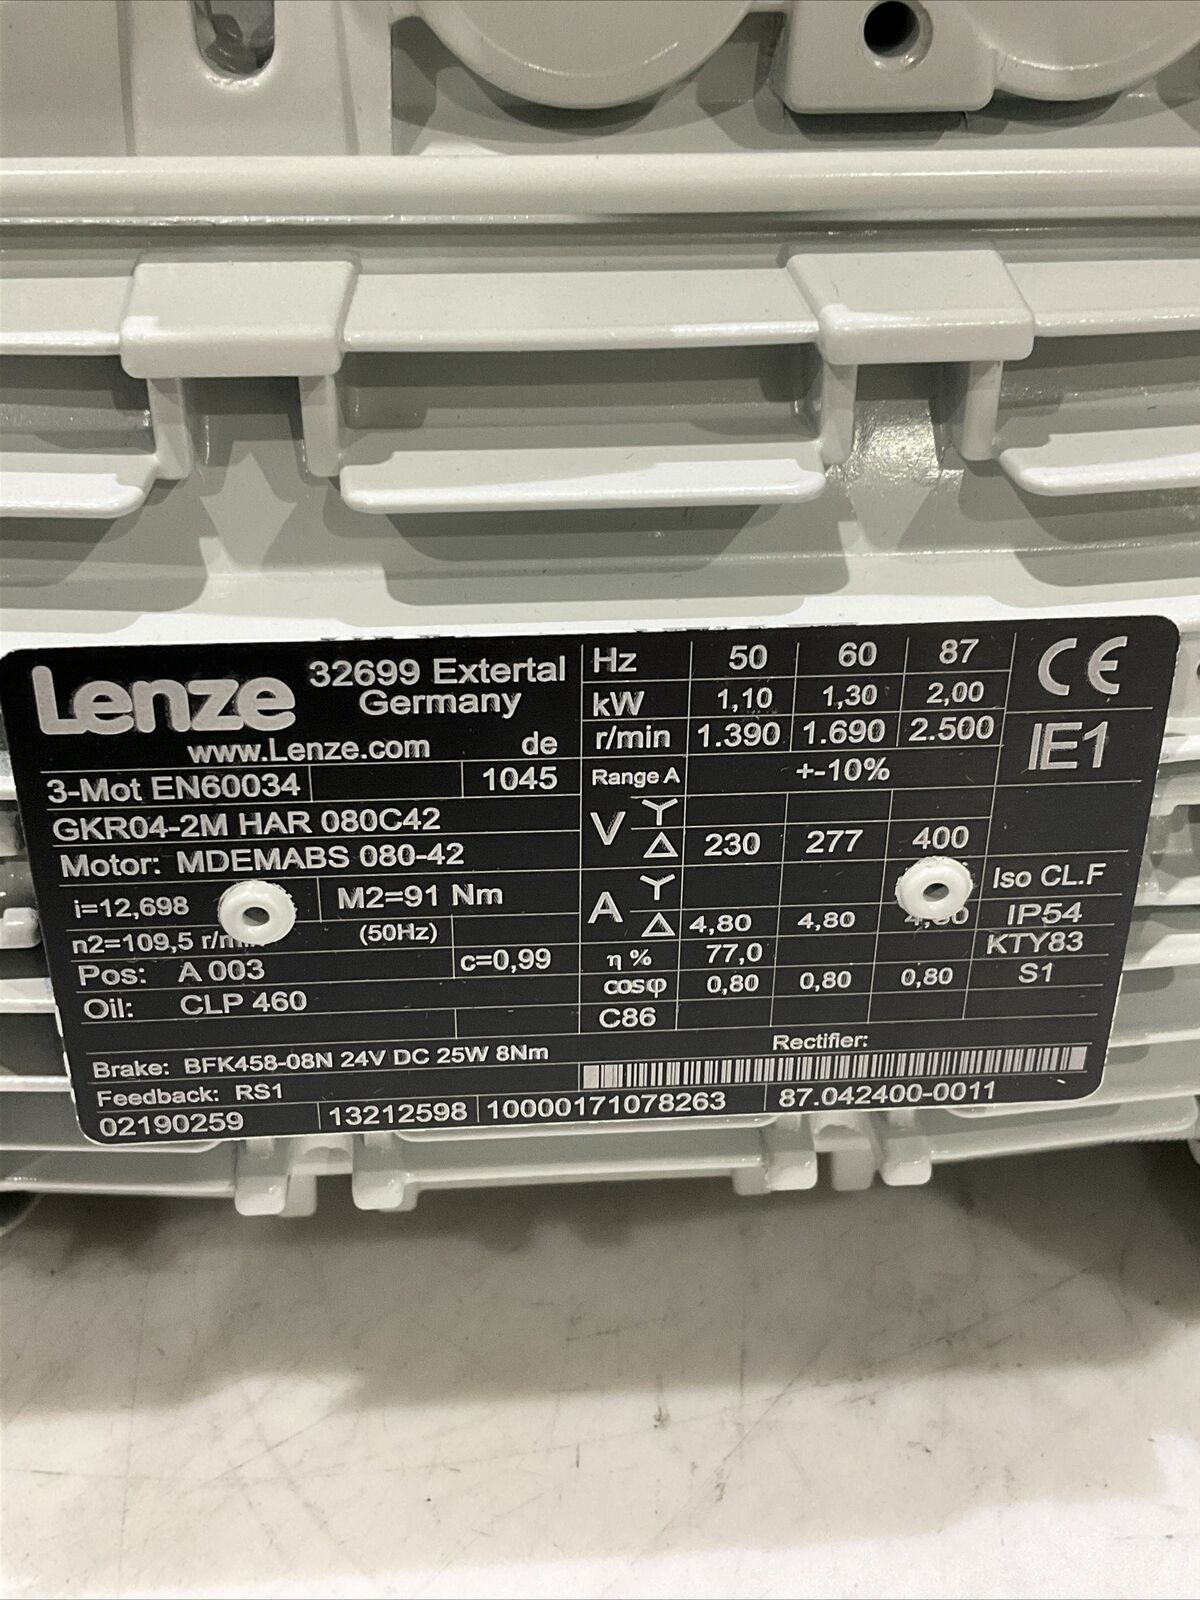 Lenze 32699 Extertal
Germany
www.Lenze.com de
3-Mot EN60034 1045
GKR04-2M HAR 080C42
Motor: MDEMABS 080-42
i=12,698 M2=91 Nm
n2=109,5 (50Hz)
Pos: A 003 c=0,99
Oil: CLP 460
Hz 50 60 87
kW 1,10 1,30 2,00
r/min 1.390 1.690 2.500
Range A +-10%
V Y
Δ 230 277 400
A Y
Δ 4,80 4,80
η % 77,0
cosφ 0,80 0,80 0,80
C86
CE
IE1
Iso CL.F
IP54
KTY83
S1
Brake: BFK458-08N 24V DC 25W 8Nm Rectifier:
Feedback: RS1
02190259 13212598 10000171078263 87.042400-0011